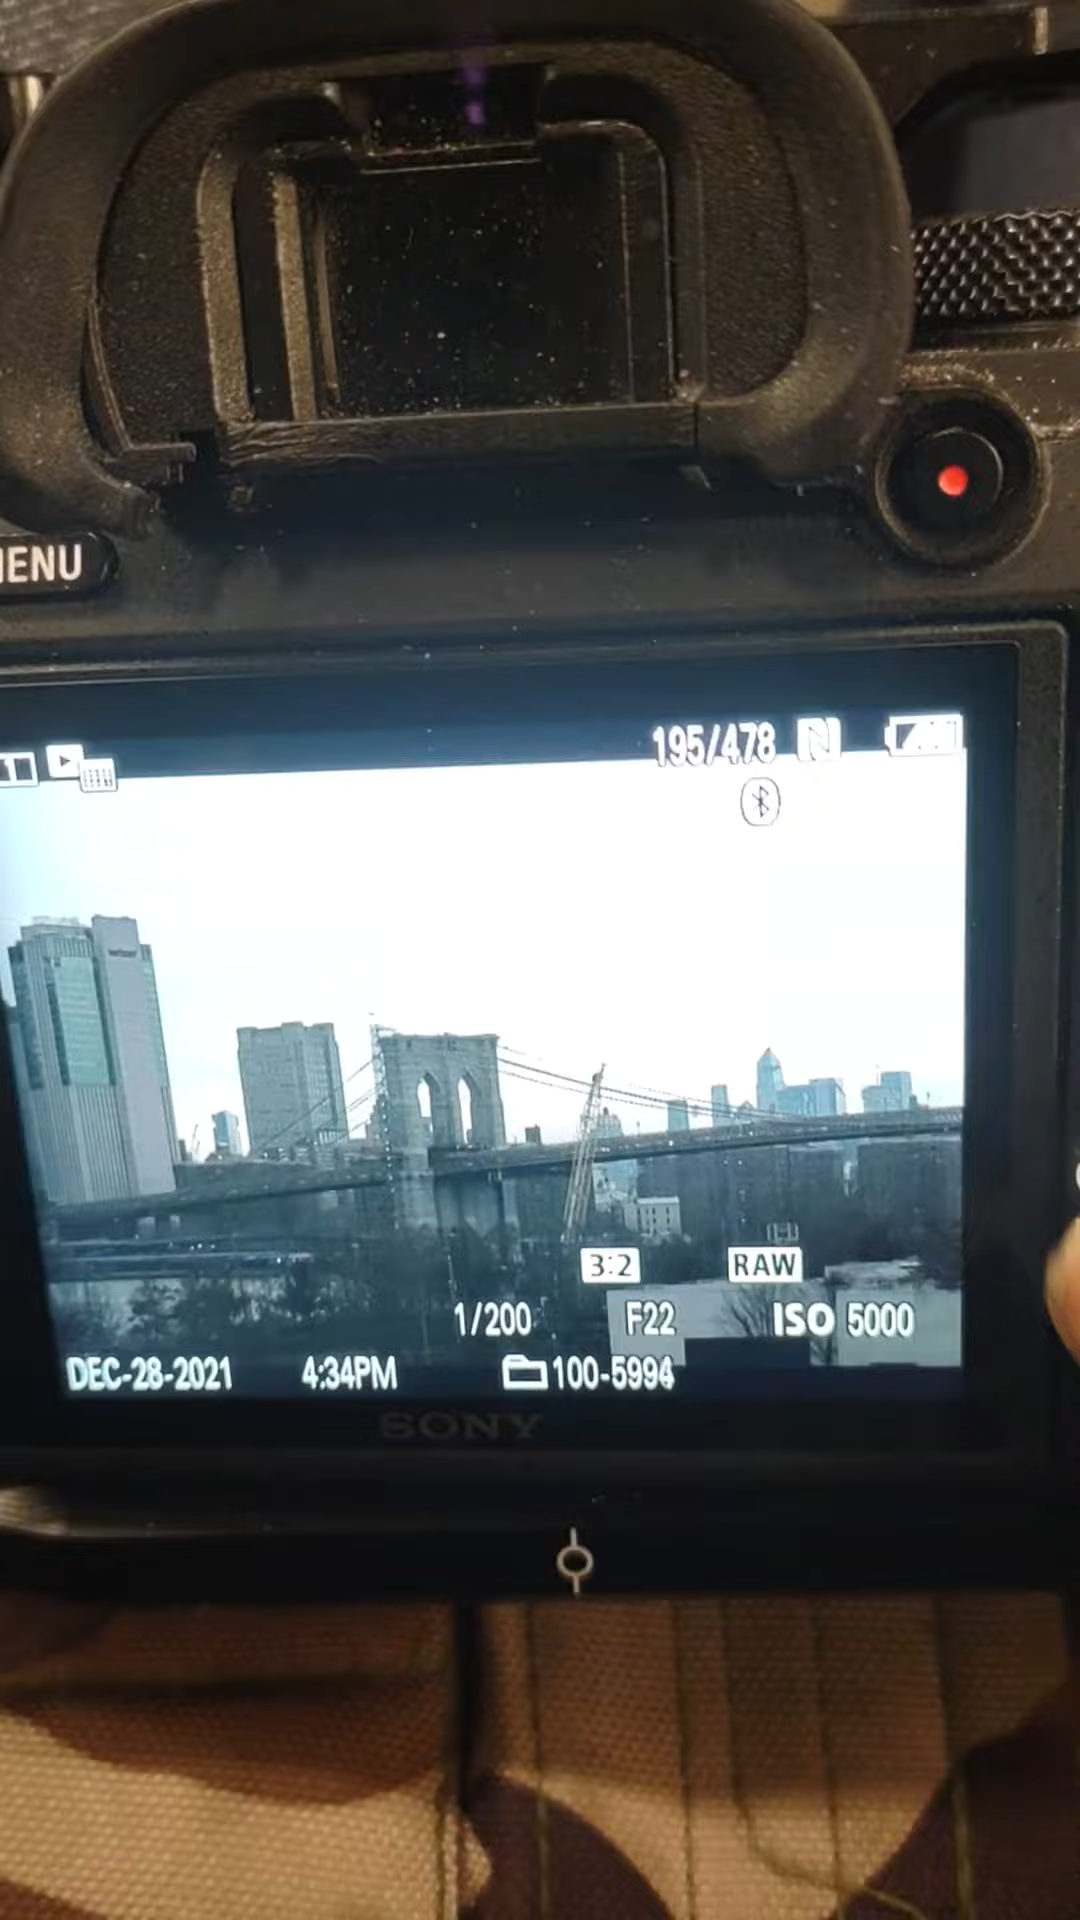 MENU
195/478
verizon
3:2 RAW
1/200 F22 ISO 5000
DEC-28-2021 4:34PM 100-5994
SONY